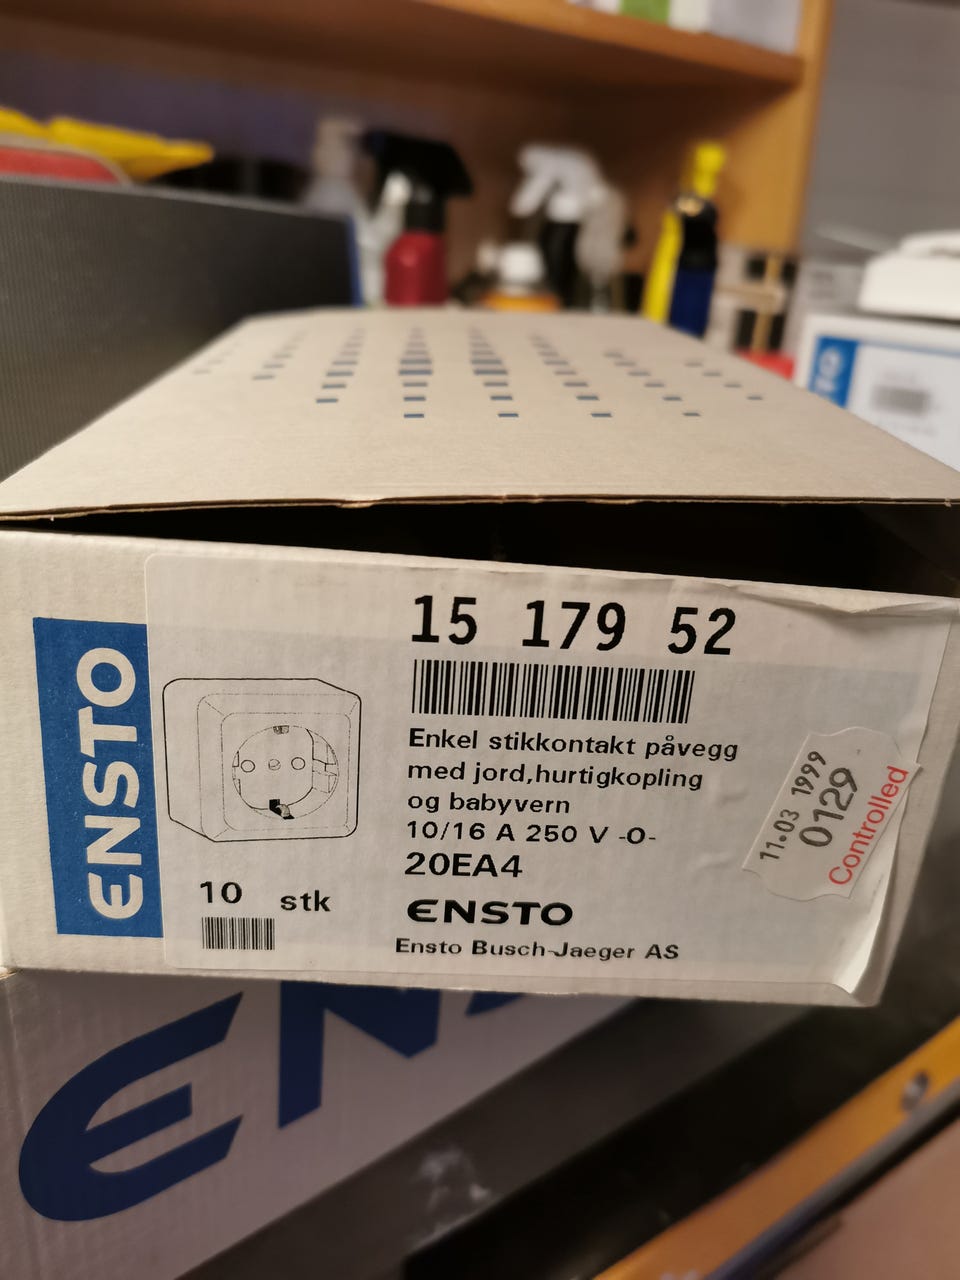 ENSTO
15 179 52
Enkel stikkontakt påvegg
med jord,hurtigkopling
og babyvern
10/16 A 250 V -0-
20EA4
ENSTO
Ensto Busch-Jaeger AS
10 stk
11·03 1999
0129
Controlled